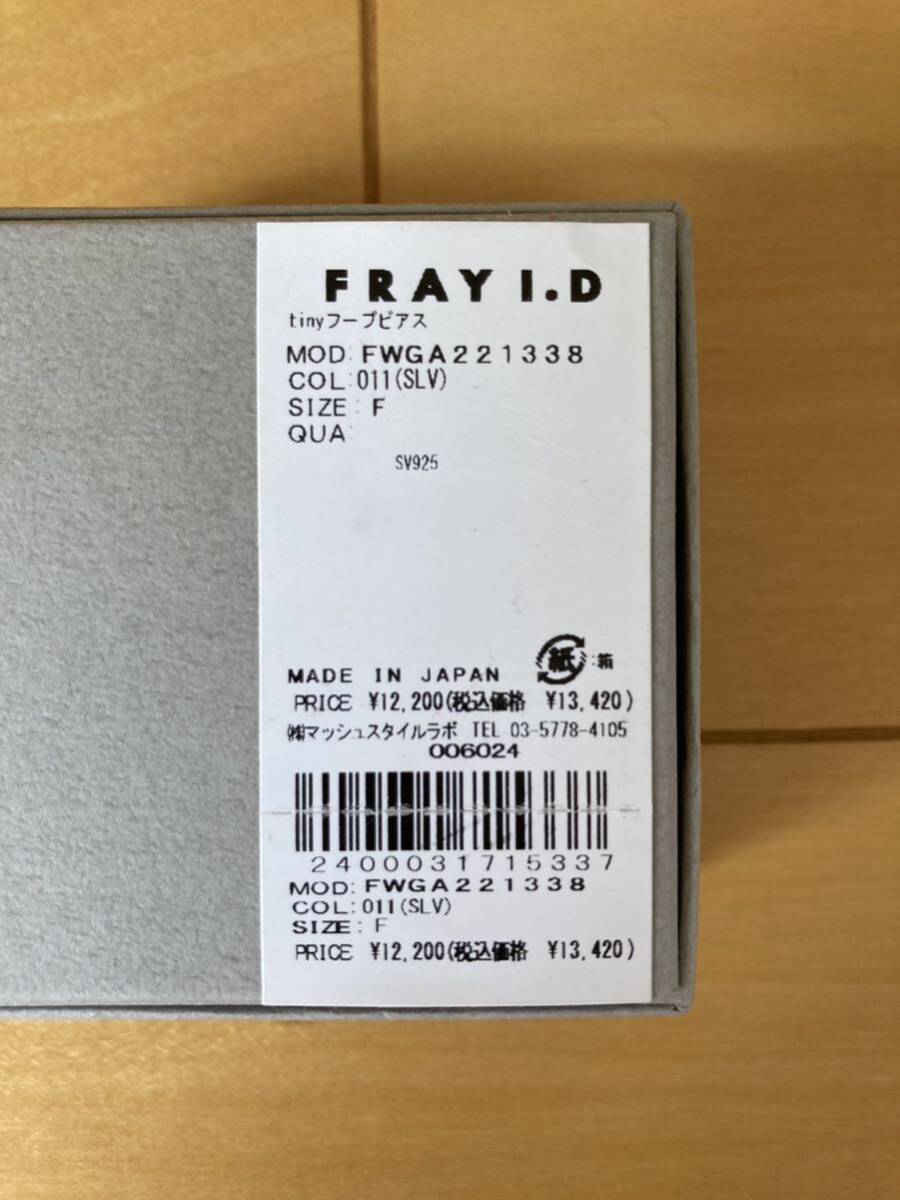 FRAY I.D
tinyフープピアス
MOD:FWGA221338
COL:011(SLV)
SIZE:F
QUA:
SV925
紙:箱
MADE IN JAPAN
PRICE ¥12,200(税込価格 ¥13,420)
㈱マッシュスタイルラボ TEL 03-5778-4105
006024
2400031715337
MOD:FWGA221338
COL:011(SLV)
SIZE:F
PRICE ¥12,200(税込価格 ¥13,420)